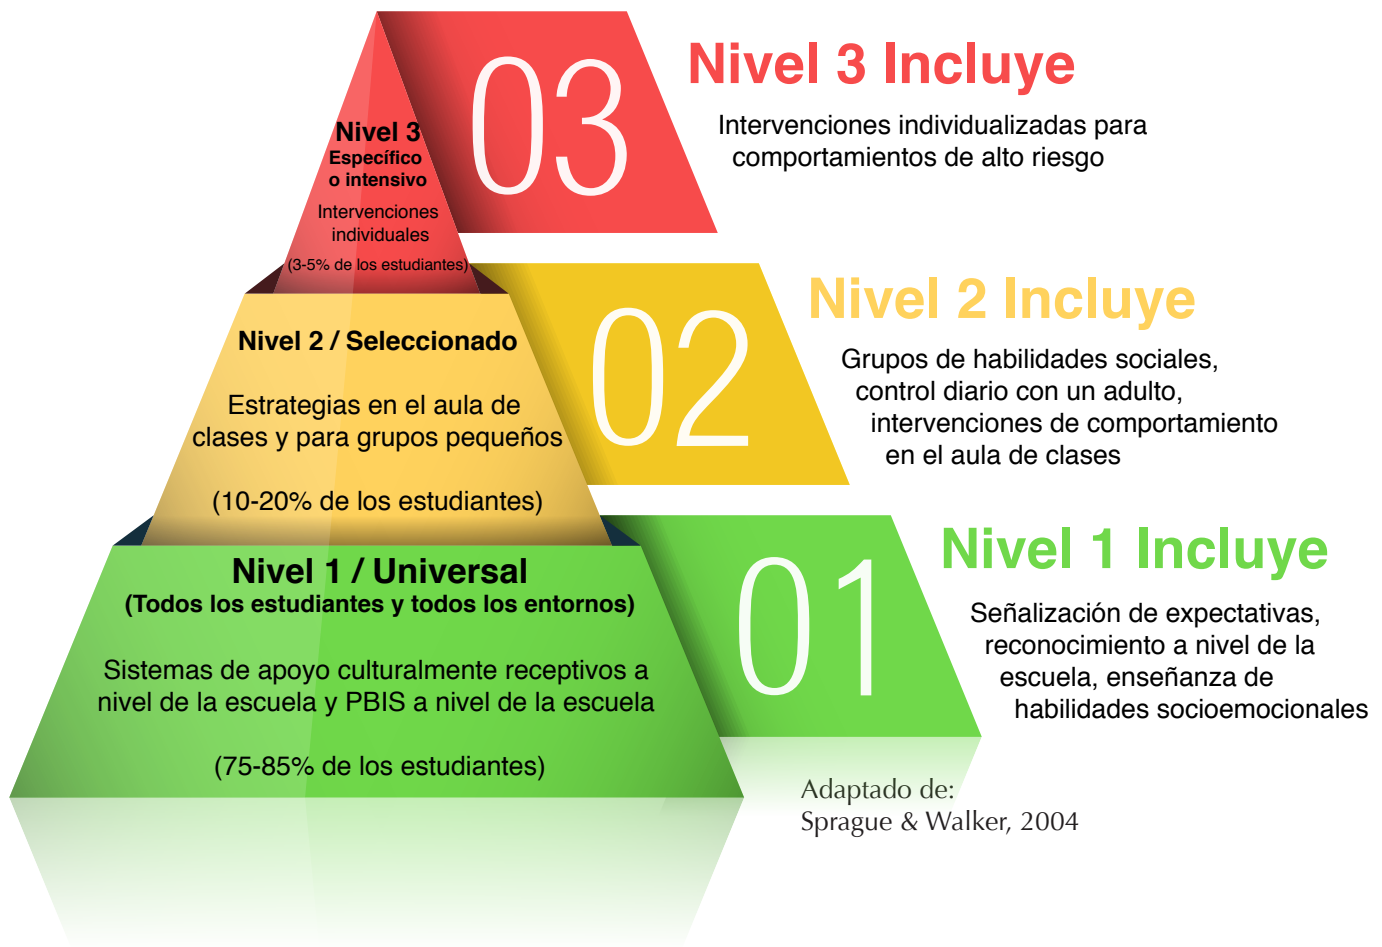 03
Nivel 3 Incluye
Intervenciones individualizadas para
comportamientos de alto riesgo
Nivel 3
Específico
o intensivo
Intervenciones
individuales
(3-5% de los estudiantes)
02
Nivel 2 Incluye
Grupos de habilidades sociales,
control diario con un adulto,
intervenciones de comportamiento
en el aula de clases
Nivel 2 / Seleccionado
Estrategias en el aula de
clases y para grupos pequeños
(10-20% de los estudiantes)
01
Nivel 1 Incluye
Señalización de expectativas,
reconocimiento a nivel de la
escuela, enseñanza de
habilidades socioemocionales
Nivel 1 / Universal
(Todos los estudiantes y todos los entornos)
Sistemas de apoyo culturalmente receptivos a
nivel de la escuela y PBIS a nivel de la escuela
(75-85% de los estudiantes)
Adaptado de:
Sprague & Walker, 2004